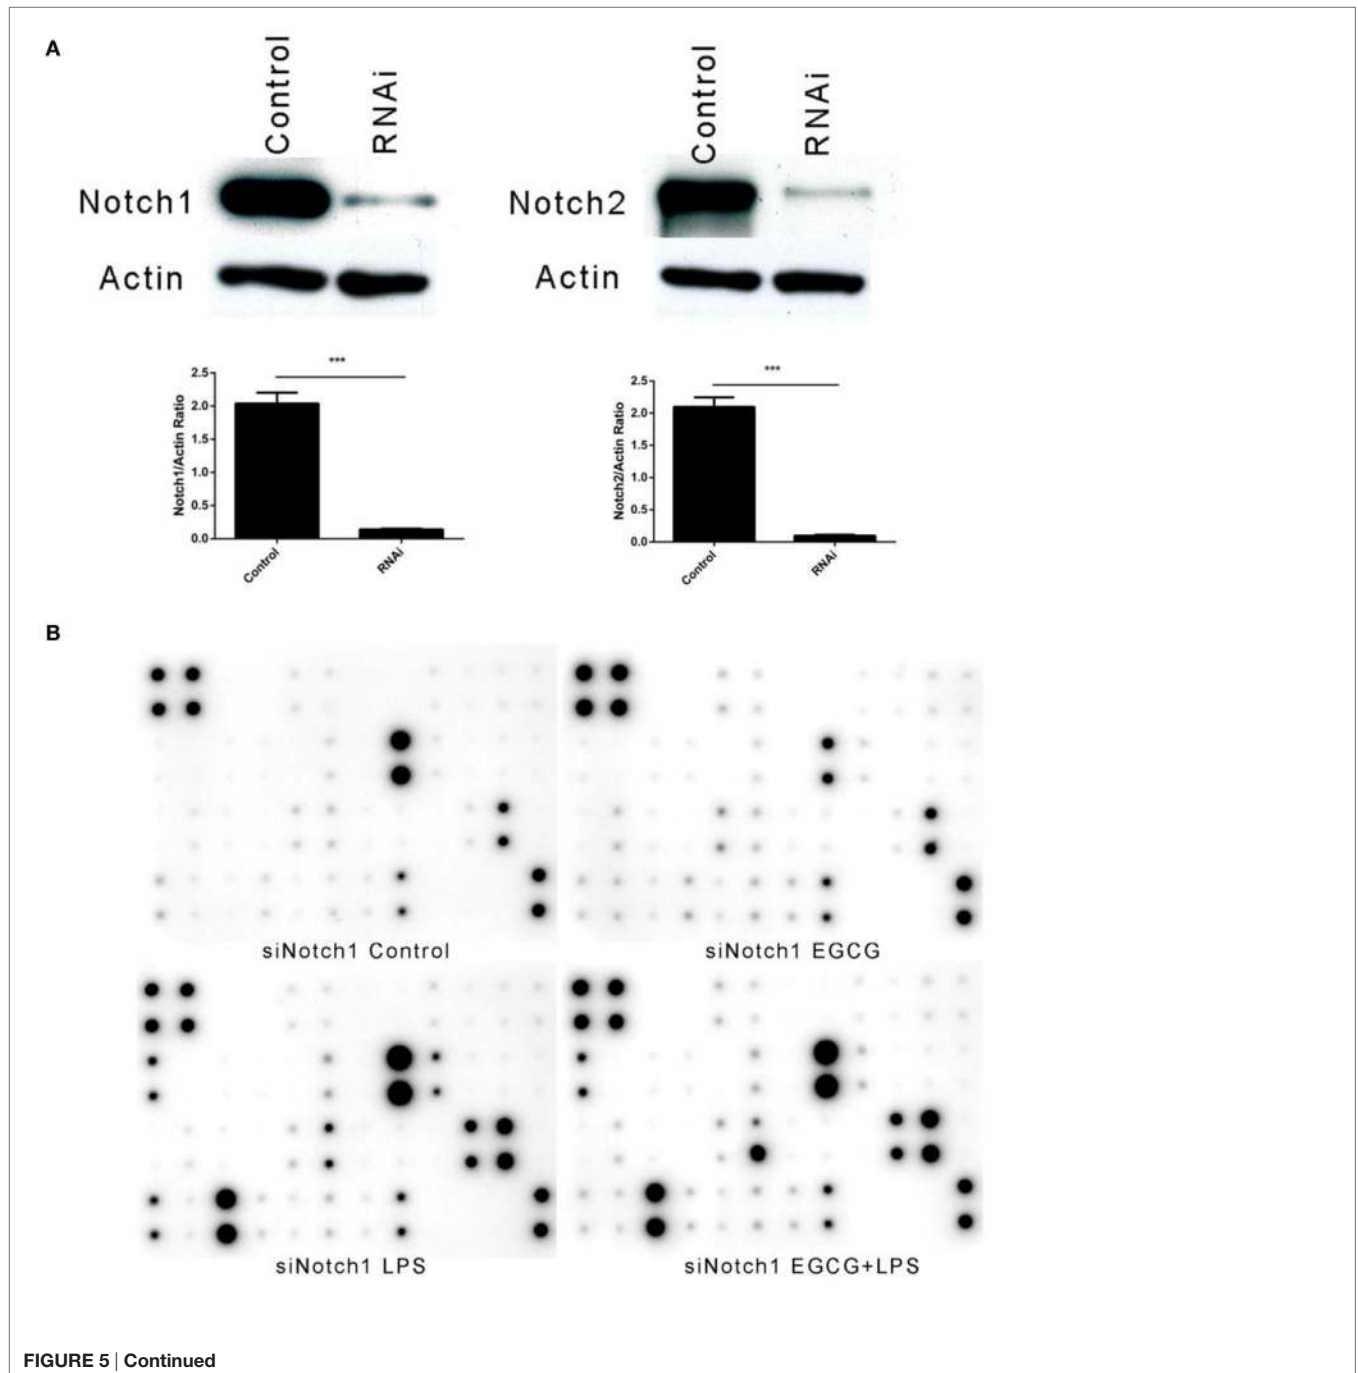 A
Control
RNAi
Control
RNAi
Notch1
Notch2
Actin
Actin
***
***
Notch1/Actin Ratio
2.5
2.0
1.5
1.0
0.5
0.0
Control
RNAi
Notch2/Actin Ratio
2.5
2.0
1.5
1.0
0.5
0.0
Control
RNAi
B
siNotch1 Control
siNotch1 EGCG
siNotch1 LPS
siNotch1 EGCG+LPS
FIGURE 5 | Continued